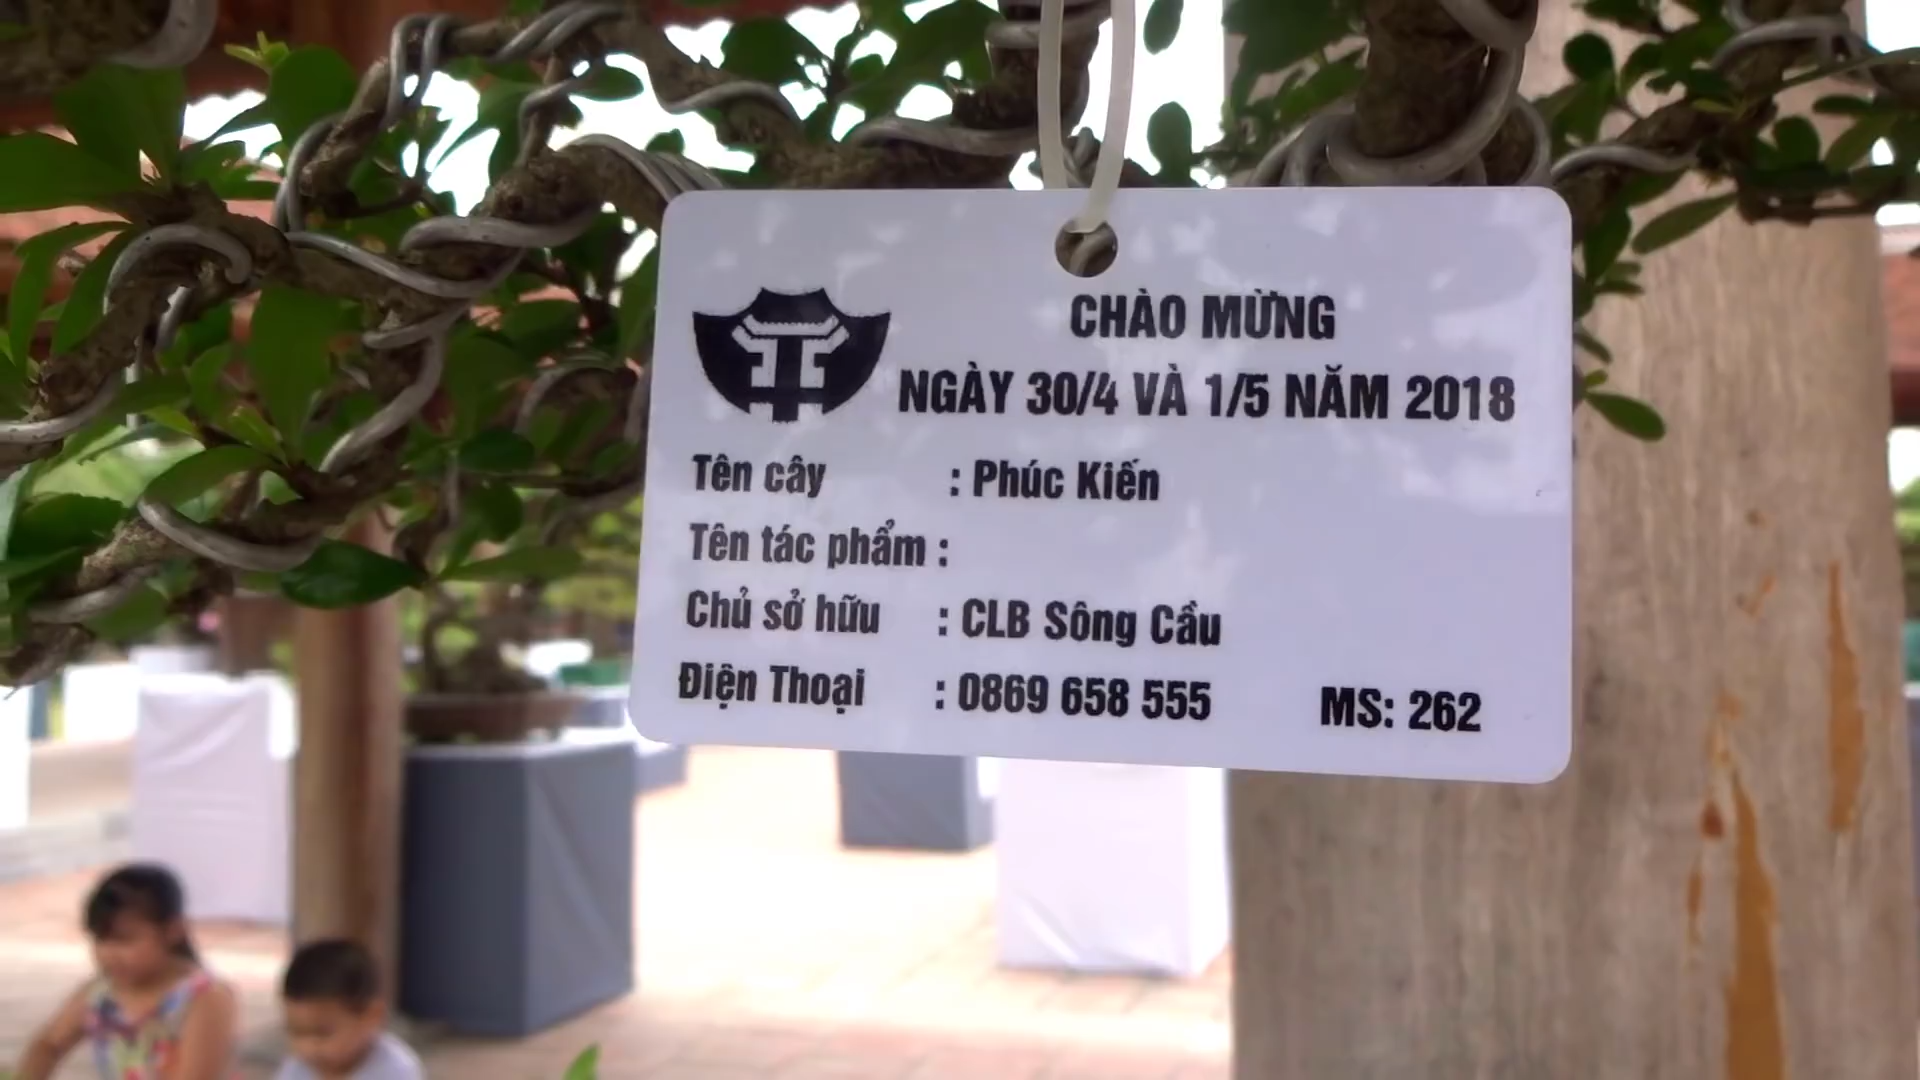 CHÀO MỪNG
NGÀY 30/4 VÀ 1/5 NĂM 2018
Tên cây : Phúc Kiến
Tên tác phẩm :
Chủ sở hữu : CLB Sông Cầu
Điện Thoại : 0869 658 555 MS: 262